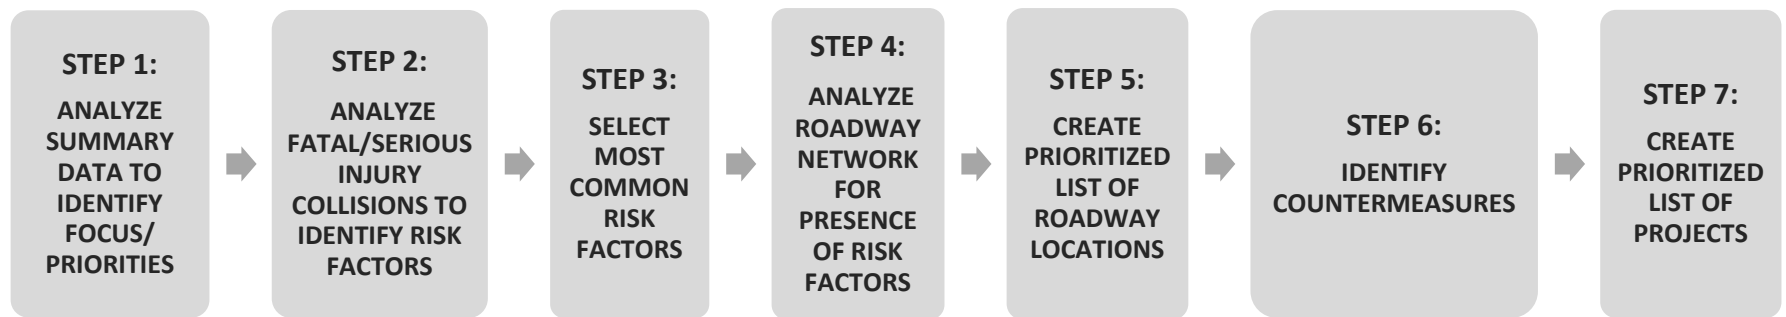 STEP 1:
ANALYZE
SUMMARY
DATA TO
IDENTIFY
FOCUS/
PRIORITIES
STEP 2:
ANALYZE
FATAL/SERIOUS
INJURY
COLLISIONS TO
IDENTIFY RISK
FACTORS
STEP 3:
SELECT
MOST
COMMON
RISK
FACTORS
STEP 4:
ANALYZE
ROADWAY
NETWORK
FOR
PRESENCE
OF RISK
FACTORS
STEP 5:
CREATE
PRIORITIZED
LIST OF
ROADWAY
LOCATIONS
STEP 6:
IDENTIFY
COUNTERMEASURES
STEP 7:
CREATE
PRIORITIZED
LIST OF
PROJECTS